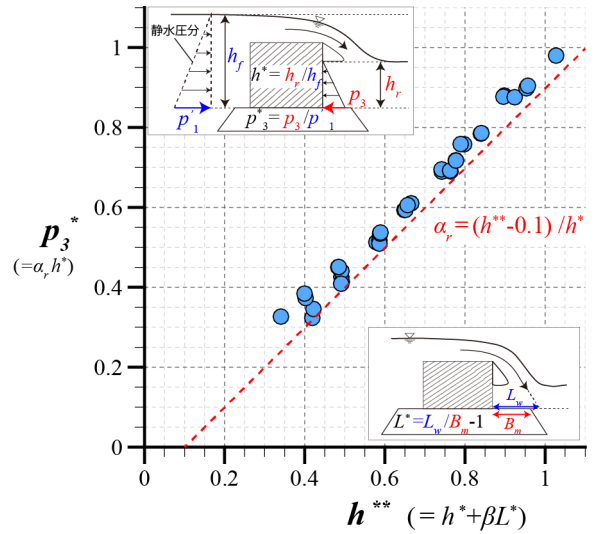 静水圧分
h_f
h*=h_r/h_f
h_r
p'_1
p_3
p*_3=p_3/p'_1
1
0.8
0.6
0.4
0.2
0
p_3*
(=α_r h*)
α_r=(h**-0.1)/h*
L_w
L*=L_w/B_m-1
B_m
0
0.2
0.4
0.6
0.8
1
h** (=h*+βL*)